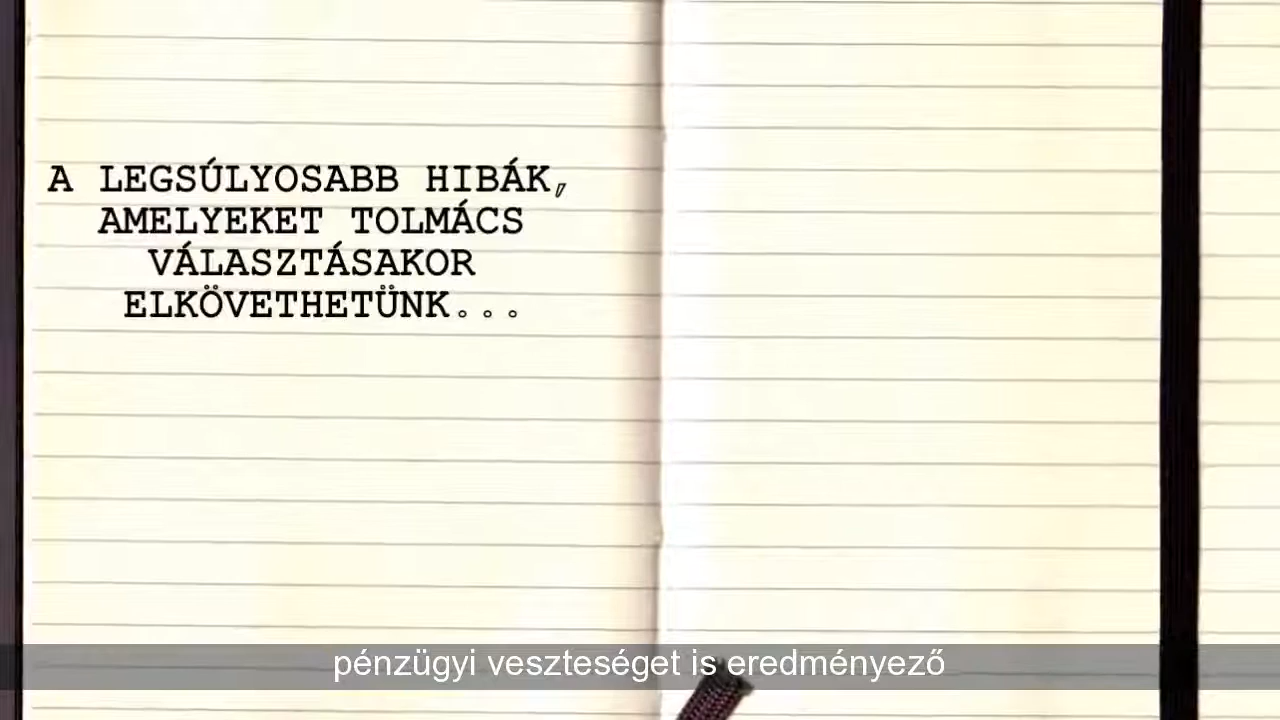 A LEGSÚLYOSABB HIBÁK,
AMELYEKET TOLMÁCS
VÁLASZTÁSAKOR
ELKÖVETHETÜNK...
pénzügyi veszteséget is eredményező